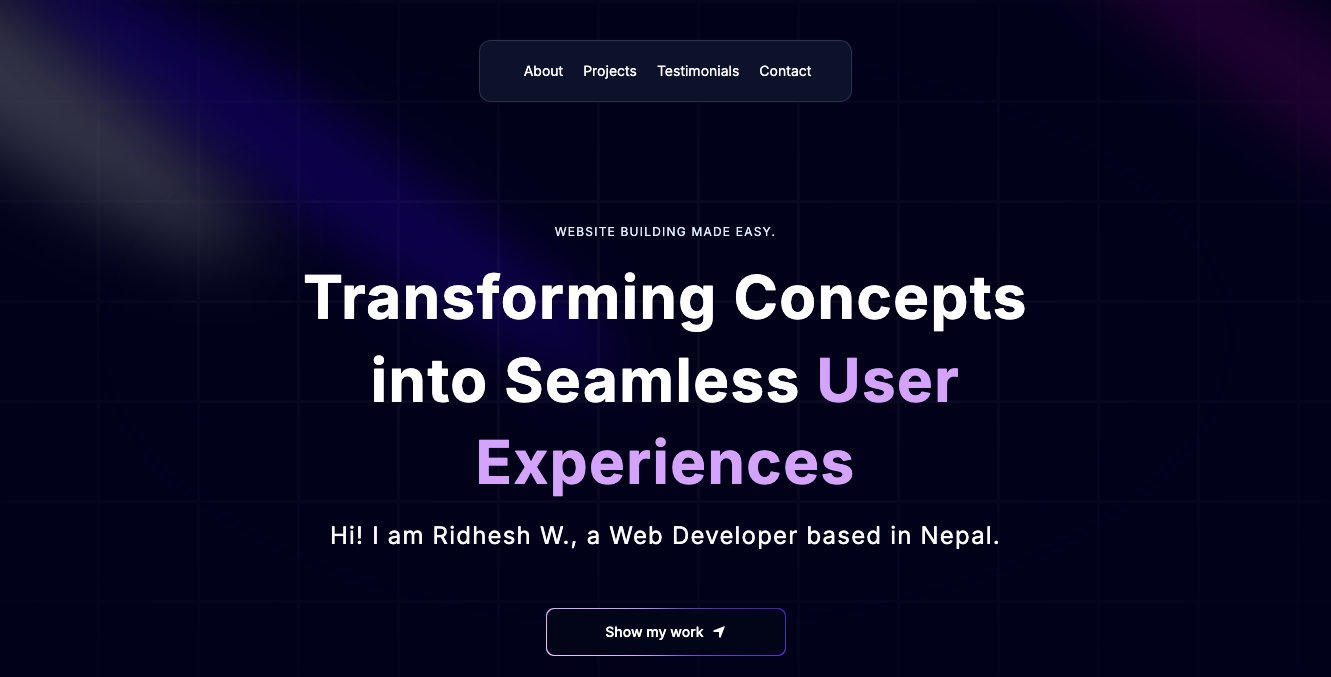 About Projects Testimonials Contact
WEBSITE BUILDING MADE EASY.
Transforming Concepts
into Seamless User
Experiences
Hi! I am Ridhesh W., a Web Developer based in Nepal.
Show my work